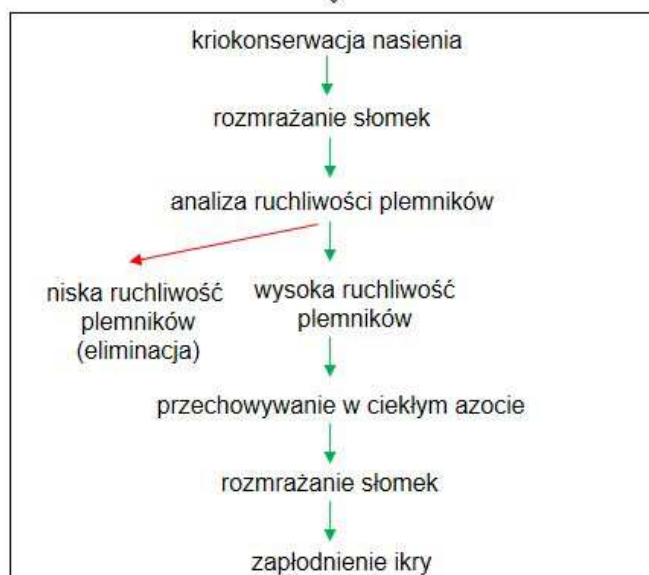 kriokonserwacja nasienia
rozmrażanie słomek
analiza ruchliwości plemników
niska ruchliwość
plemników
(eliminacja)
wysoka ruchliwość
plemników
przechowywanie w ciekłym azocie
rozmrażanie słomek
zapłodnienie ikry